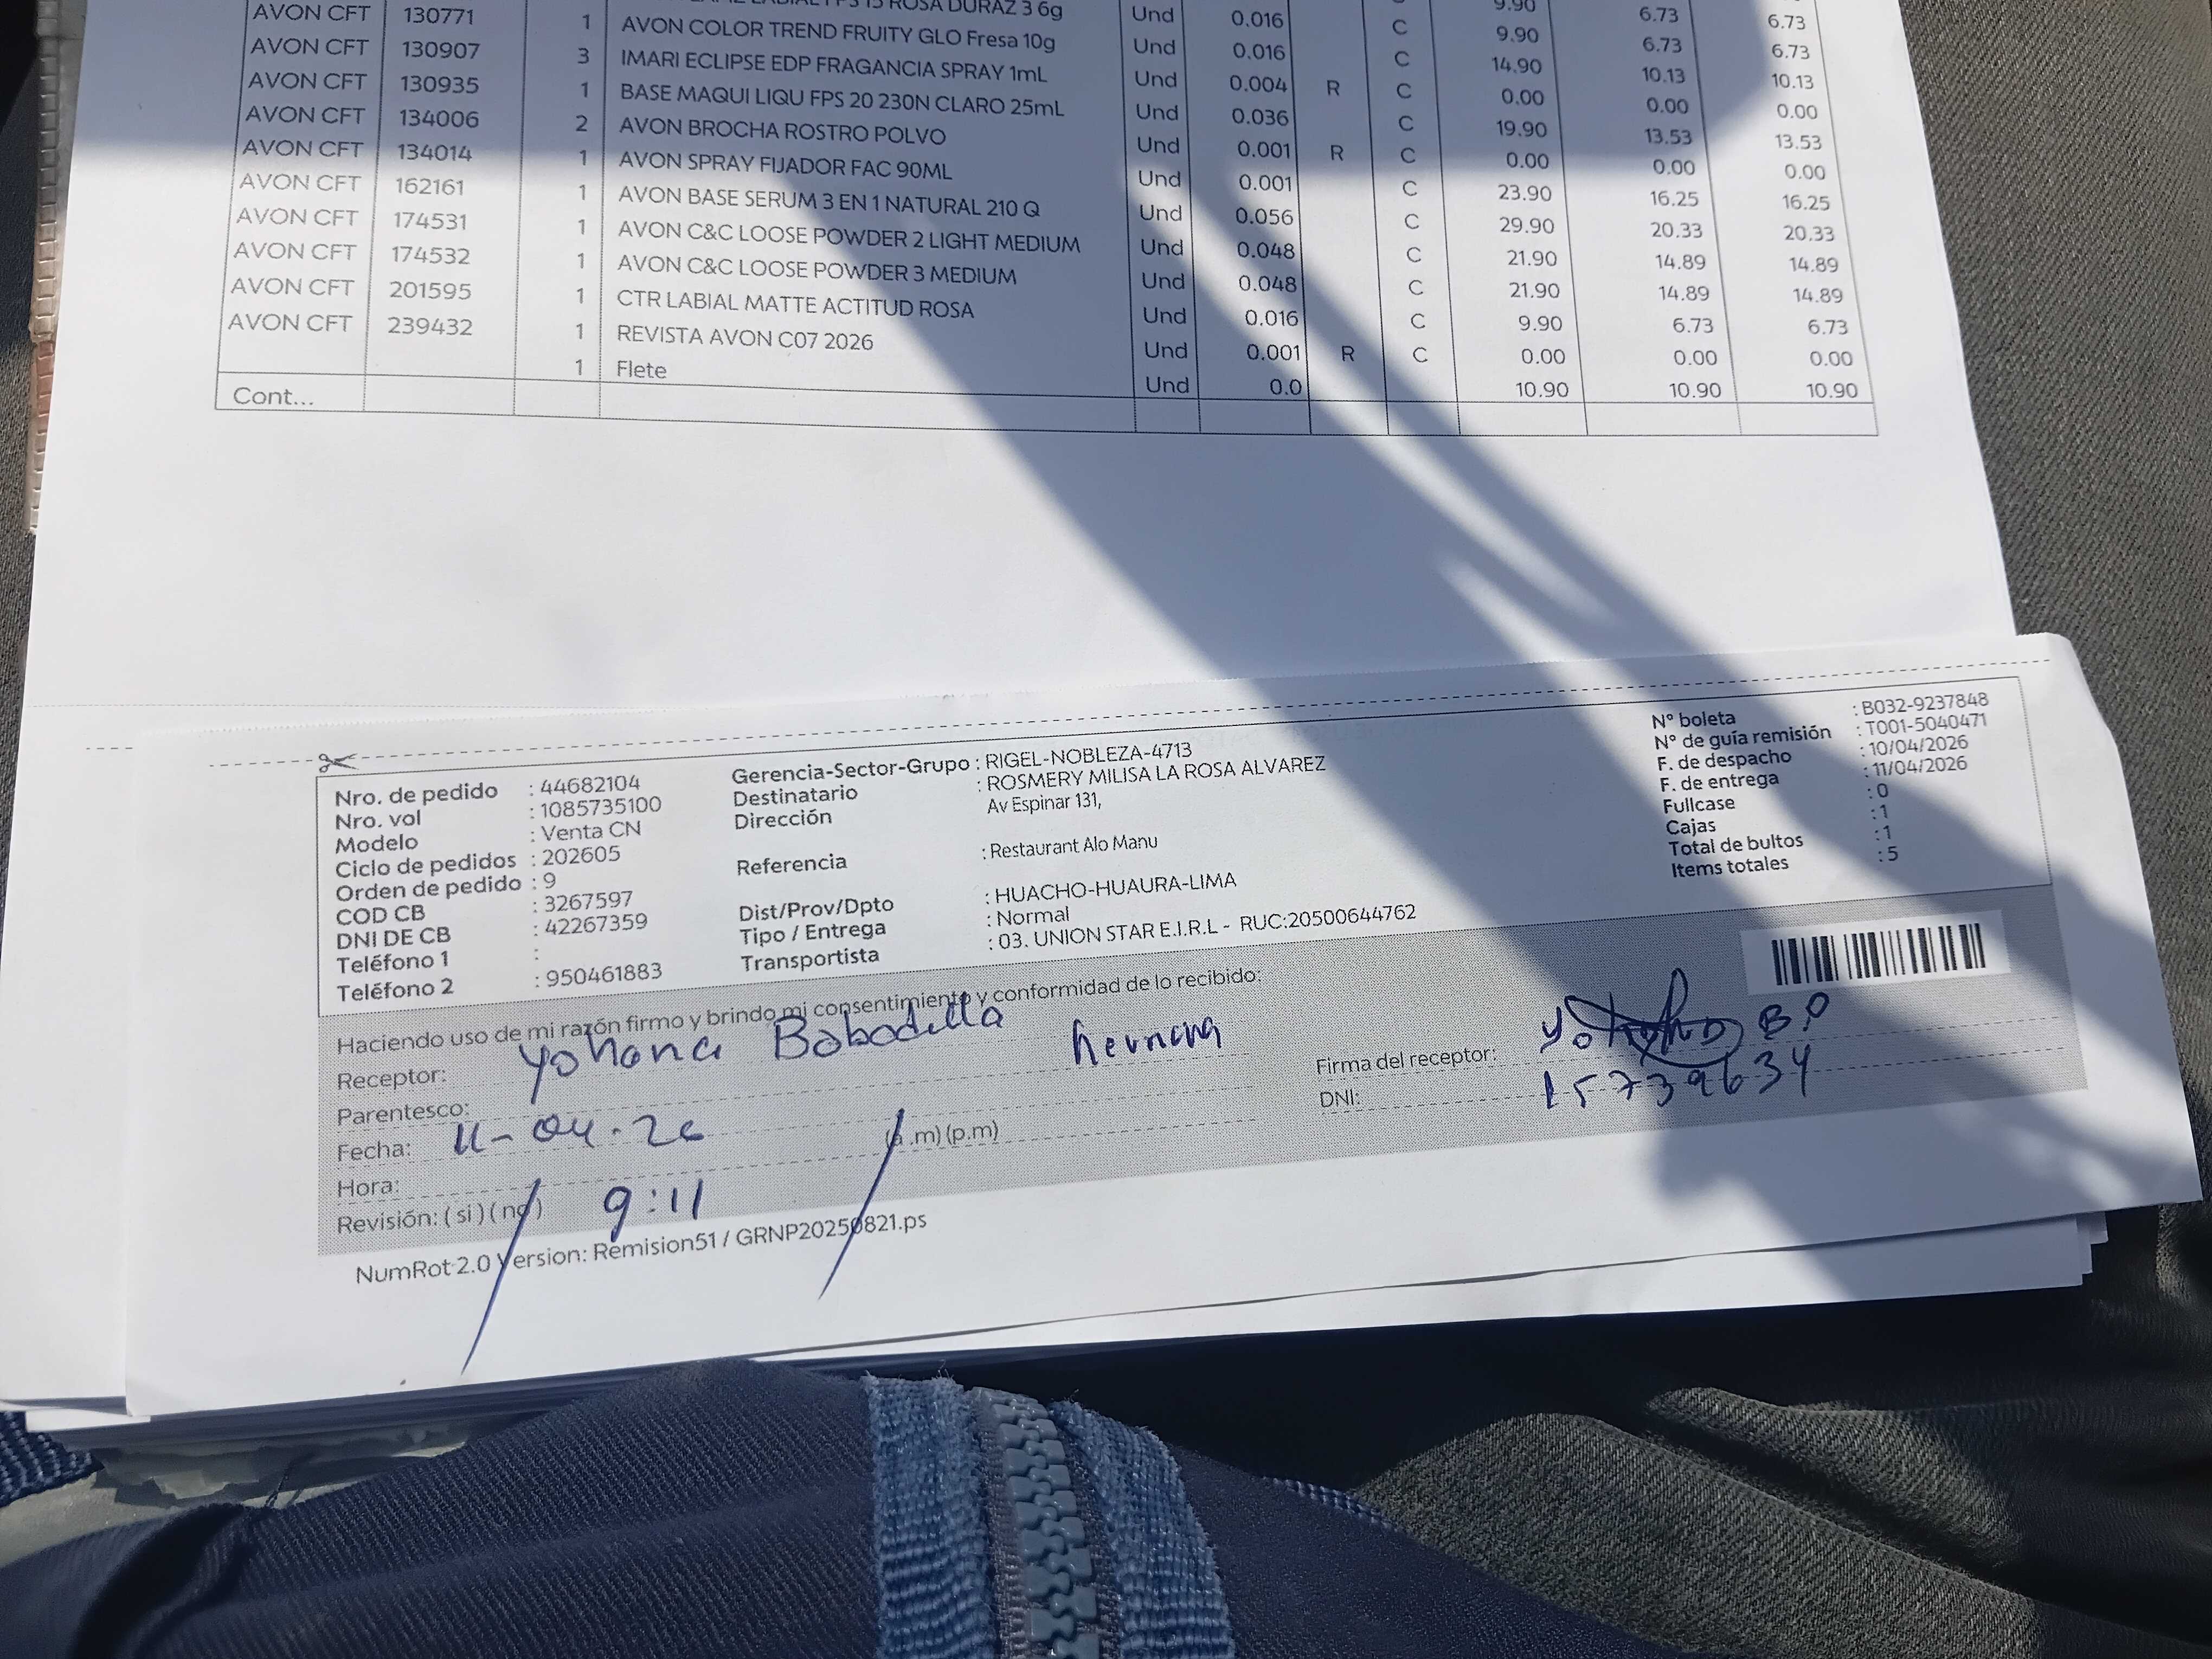 ROSA DURAZ 3 6g Und 0.016 C 9.90 6.73 6.73
AVON CFT 130771 1 AVON COLOR TREND FRUITY GLO Fresa 10g Und 0.016 C 14.90 10.13 10.13
AVON CFT 130907 3 IMARI ECLIPSE EDP FRAGANCIA SPRAY 1mL Und 0.004 R C 0.00 0.00 0.00
AVON CFT 130935 1 BASE MAQUI LIQU FPS 20 230N CLARO 25mL Und 0.036 C 19.90 13.53 13.53
AVON CFT 134006 2 AVON BROCHA ROSTRO POLVO Und 0.001 R C 0.00 0.00 0.00
AVON CFT 134014 1 AVON SPRAY FIJADOR FAC 90ML Und 0.001 C 23.90 16.25 16.25
AVON CFT 162161 1 AVON BASE SERUM 3 EN 1 NATURAL 210 Q Und 0.056 C 29.90 20.33 20.33
AVON CFT 174531 1 AVON C&C LOOSE POWDER 2 LIGHT MEDIUM Und 0.048 C 21.90 14.89 14.89
AVON CFT 174532 1 AVON C&C LOOSE POWDER 3 MEDIUM Und 0.048 C 21.90 14.89 14.89
AVON CFT 201595 1 CTR LABIAL MATTE ACTITUD ROSA Und 0.016 C 9.90 6.73 6.73
AVON CFT 239432 1 REVISTA AVON C07 2026 Und 0.001 R C 0.00 0.00 0.00
1 Flete Und 0.0 10.90 10.90 10.90
Cont...
Nro. de pedido : 44682104
Nro. vol : 1085735100
Modelo : Venta CN
Ciclo de pedidos : 202605
Orden de pedido : 9
COD CB : 3267597
DNI DE CB : 42267359
Teléfono 1 :
Teléfono 2 : 950461883
Gerencia-Sector-Grupo : RIGEL-NOBLEZA-4713
Destinatario : ROSMERY MILISA LA ROSA ALVAREZ
Dirección Av Espinar 131,
Referencia : Restaurant Alo Manu
Dist/Prov/Dpto : HUACHO-HUAURA-LIMA
Tipo / Entrega : Normal
Transportista : 03. UNION STAR E.I.R.L - RUC:20500644762
N° boleta : B032-9237848
N° de guía remisión : T001-5040471
F. de despacho : 10/04/2026
F. de entrega : 11/04/2026
Fullcase : 0
Cajas : 1
Total de bultos : 1
Items totales : 5
Haciendo uso de mi razón firmo y brindo mi consentimiento y conformidad de lo recibido:
Receptor: Yohana Bobadilla
Parentesco: hermana
Fecha: 11-04-26
Hora: (a.m) (p.m)
Revisión: ( si ) ( no ) 9:11
Firma del receptor: B.O
DNI: 15739634
NumRot 2.0 Version: Remision51 / GRNP20250821.ps